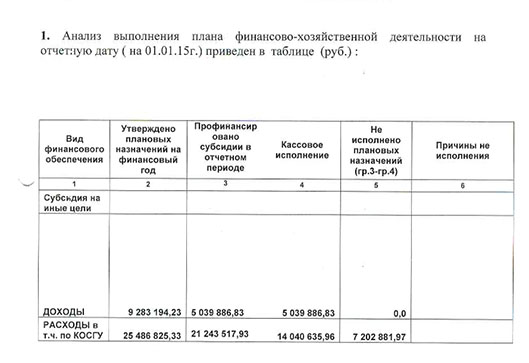 1. Анализ выполнения плана финансово-хозяйственной деятельности на
отчетную дату ( на 01.01.15г.) приведен в таблице (руб.) :
Вид финансового обеспечения | Утверждено плановых назначений на финансовый год | Профинансировано субсидии в отчетном периоде | Кассовое исполнение | Не исполнено плановых назначений (гр.3-гр.4) | Причины не исполнения
1 2 3 4 5 6
Субсидия на иные цели
ДОХОДЫ 9 283 194,23 5 039 886,83 5 039 886,83 0,0
РАСХОДЫ в т.ч. по КОСГУ 25 486 825,33 21 243 517,93 14 040 635,96 7 202 881,97